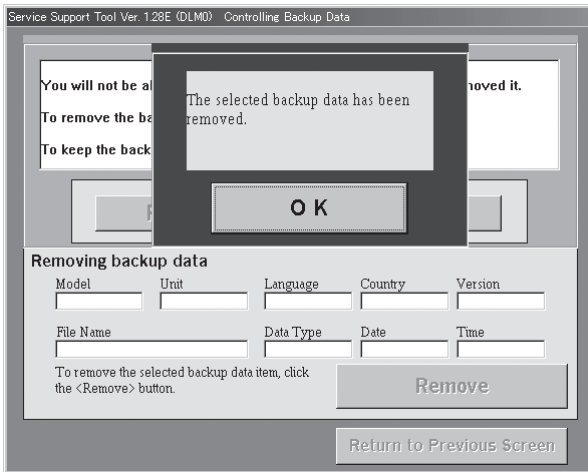 Service Support Tool Ver. 1.28E (DLM0) Controlling Backup Data
You will not be
moved it.
To remove the
To keep the back
The selected backup data has been
removed.
OK
Removing backup data
Model Unit Language Country Version
File Name Data Type Date Time
To remove the selected backup data item, click
the <Remove> button.
Remove
Return to Previous Screen